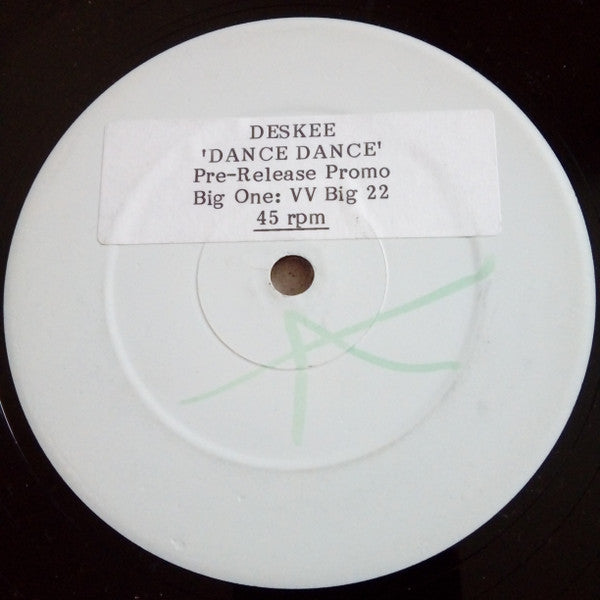 DESKEE
'DANCE DANCE'
Pre-Release Promo
Big One: VV Big 22
45 rpm